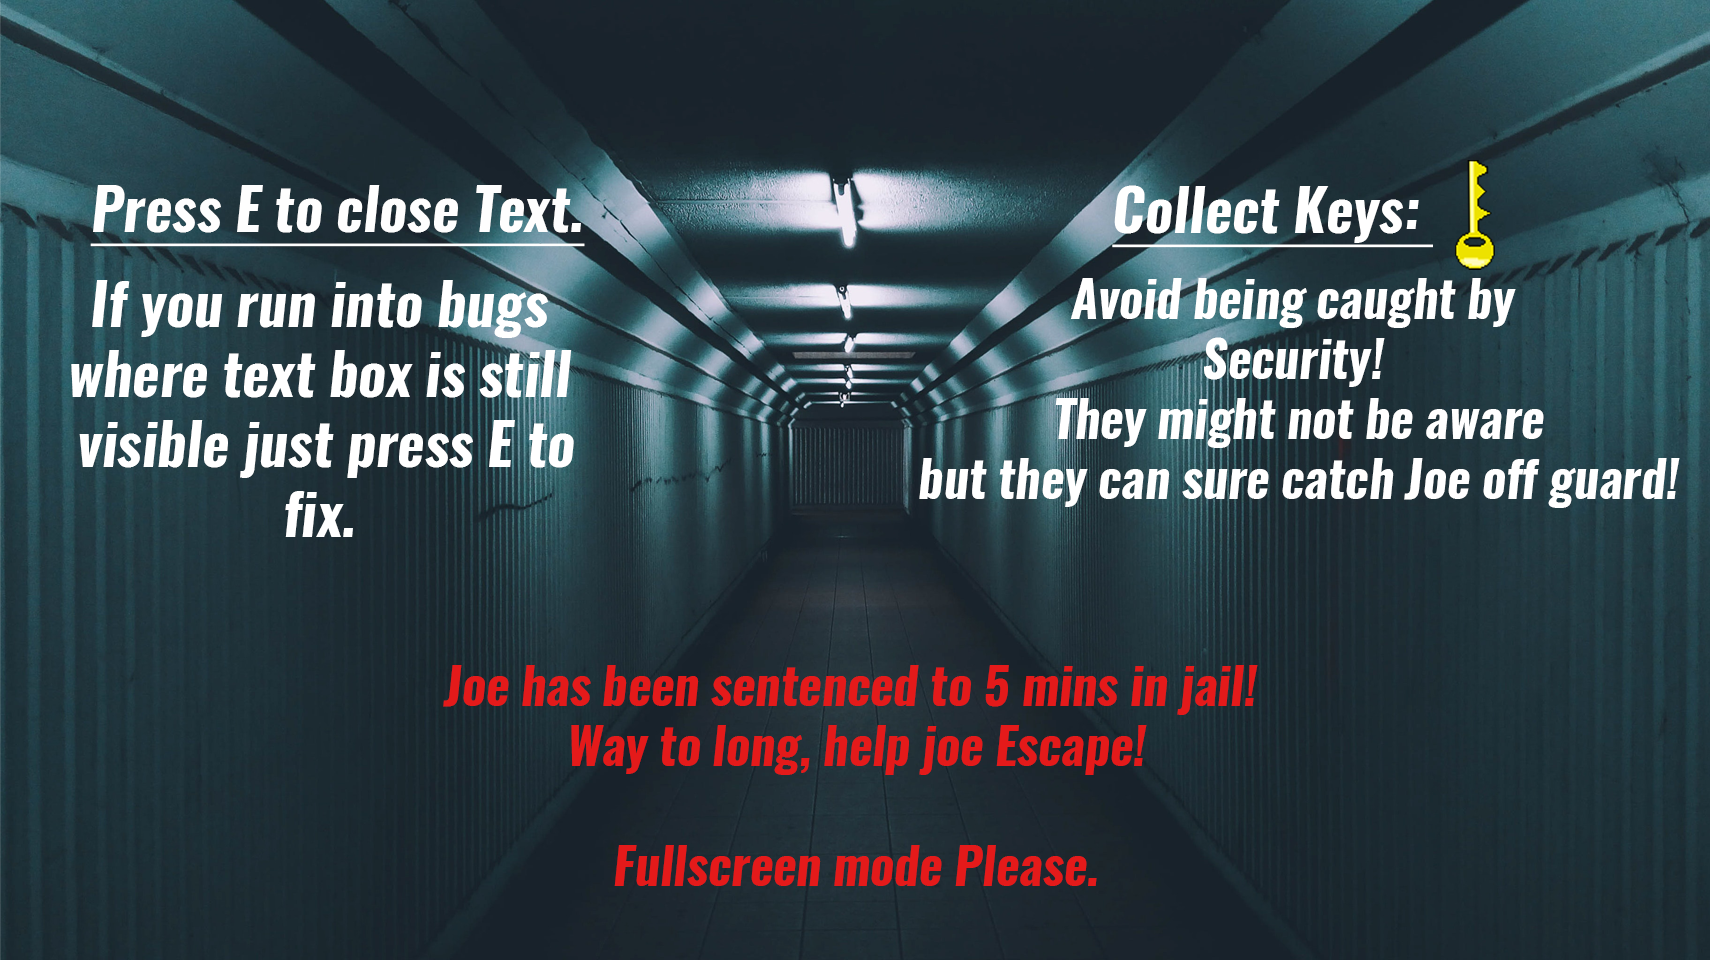 Press E to close Text.
If you run into bugs
where text box is still
visible just press E to
fix.
Collect Keys:
Avoid being caught by
Security!
They might not be aware
but they can sure catch Joe off guard!
Joe has been sentenced to 5 mins in jail!
Way to long, help joe Escape!
Fullscreen mode Please.